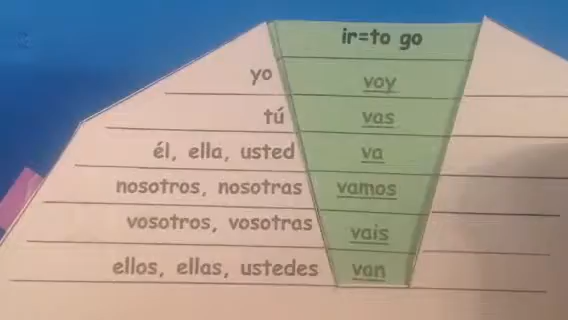 ir=to go
yo voy
tú vas
él, ella, usted va
nosotros, nosotras vamos
vosotros, vosotras vais
ellos, ellas, ustedes van